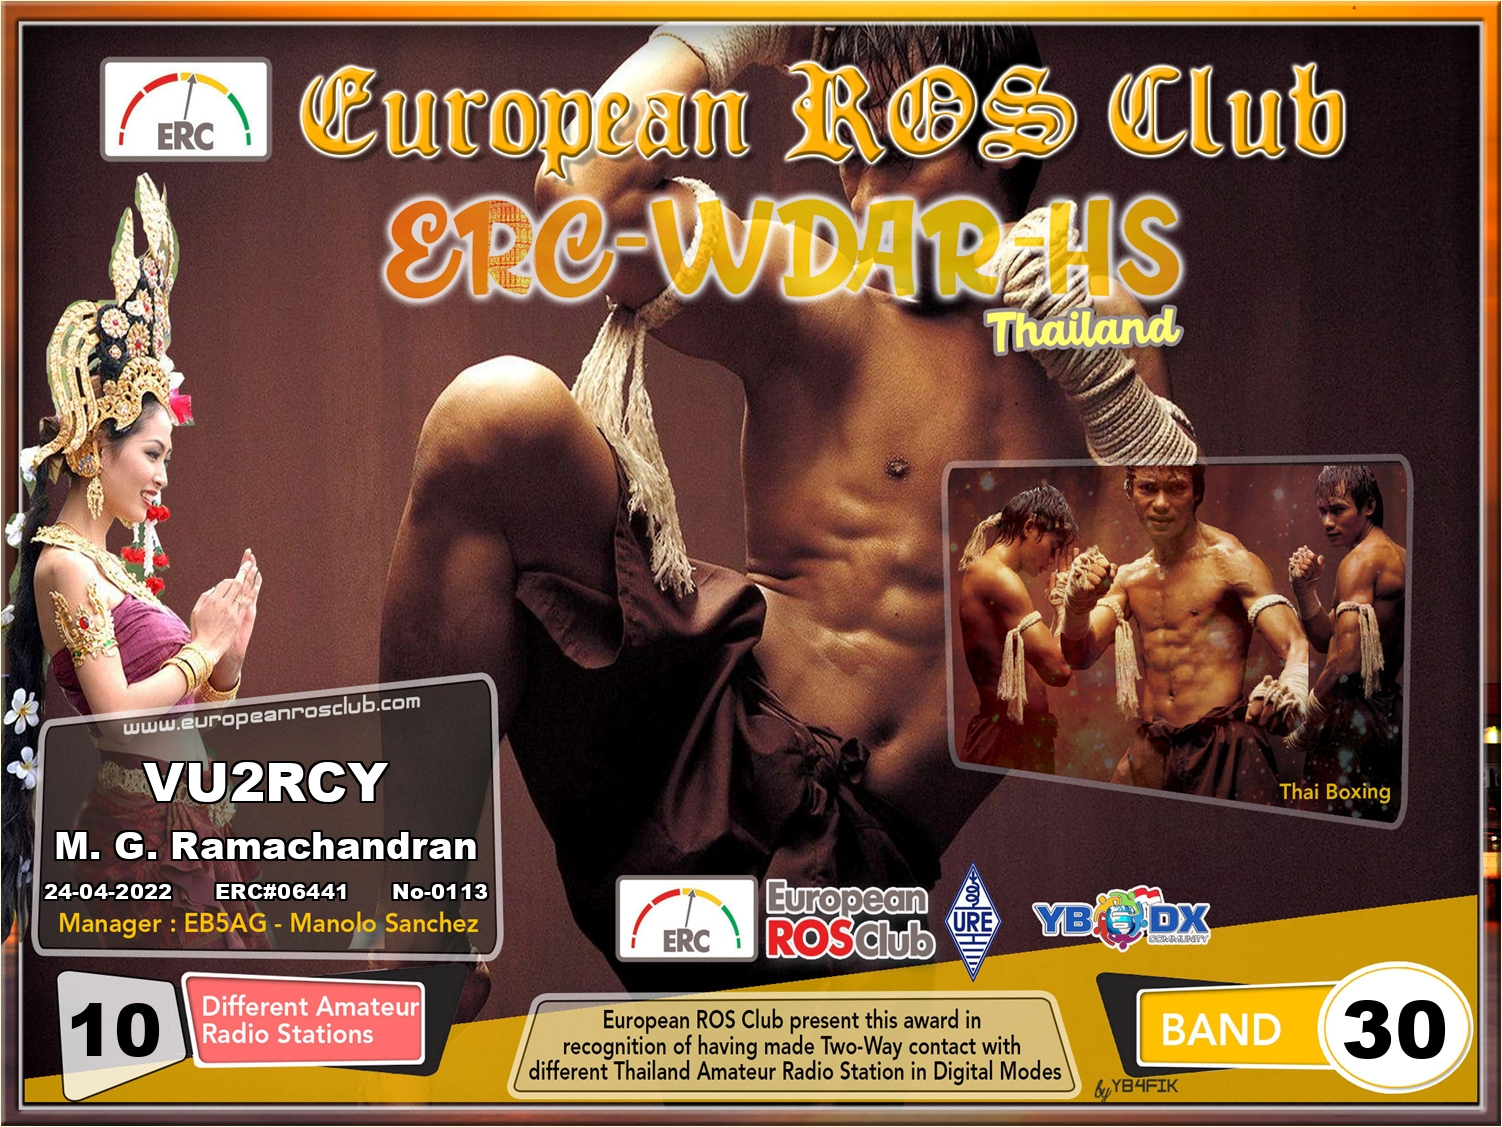 ERC
European ROS Club
ERC-WDAR-HS
Thailand
www.europeanrosclub.com
VU2RCY
M. G. Ramachandran
24-04-2022 ERC#06441 No-0113
Manager : EB5AG - Manolo Sanchez
Thai Boxing
ERC
European
ROSClub
URE
YB DX
COMMUNITY
10
Different Amateur
Radio Stations
European ROS Club present this award in
recognition of having made Two-Way contact with
different Thailand Amateur Radio Station in Digital Modes
BAND
30
by YB4FIK